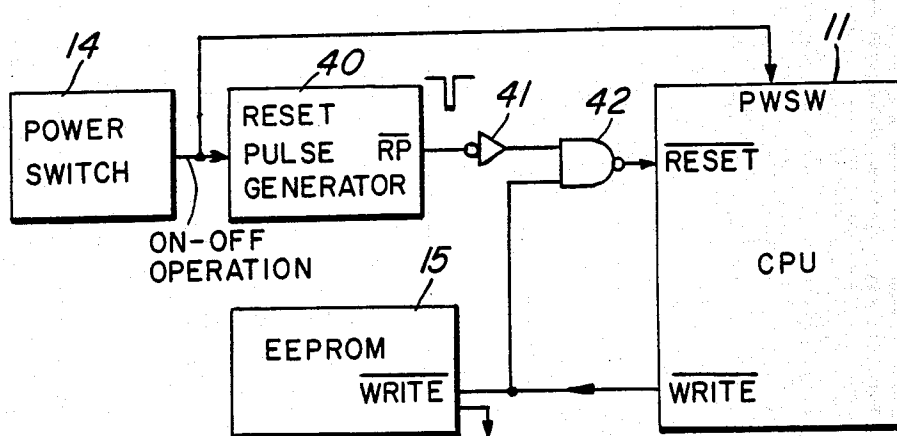 14
POWER
SWITCH
ON-OFF
OPERATION
40
RESET
PULSE
GENERATOR
RP
41
42
11
PWSW
RESET
CPU
WRITE
15
EEPROM
WRITE